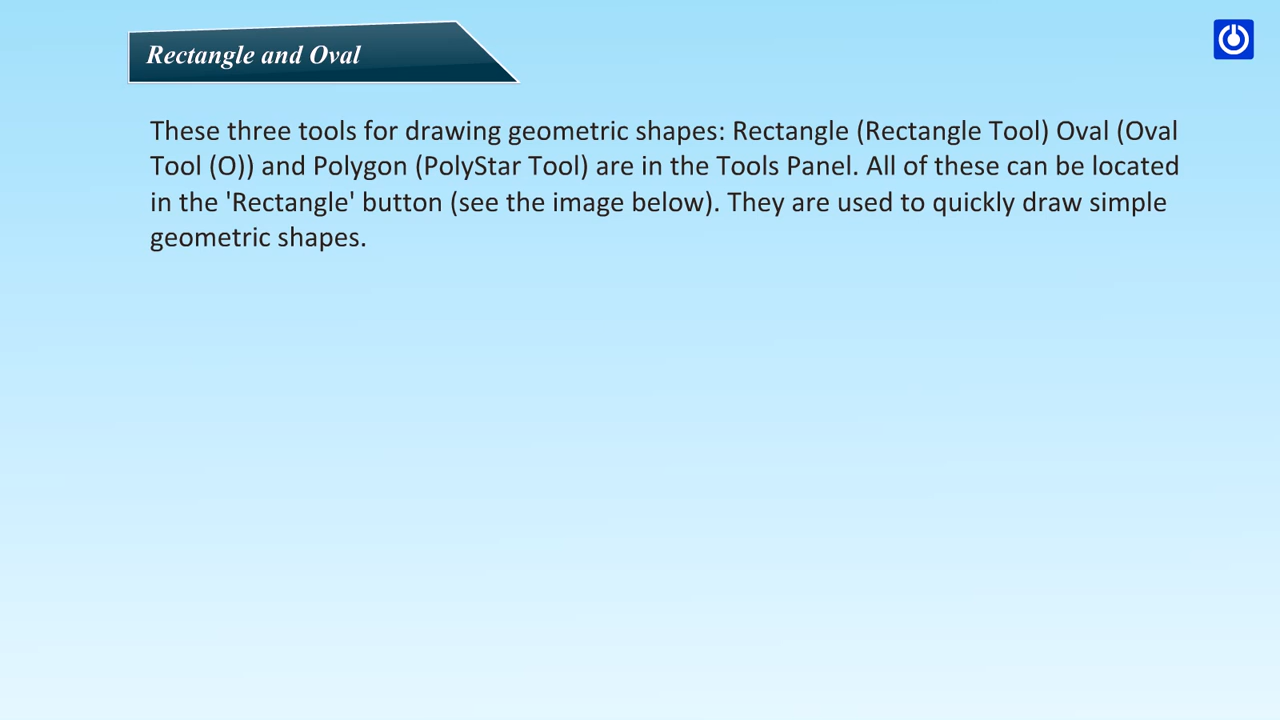 Rectangle and Oval
These three tools for drawing geometric shapes: Rectangle (Rectangle Tool) Oval (Oval
Tool (O)) and Polygon (PolyStar Tool) are in the Tools Panel. All of these can be located
in the 'Rectangle' button (see the image below). They are used to quickly draw simple
geometric shapes.